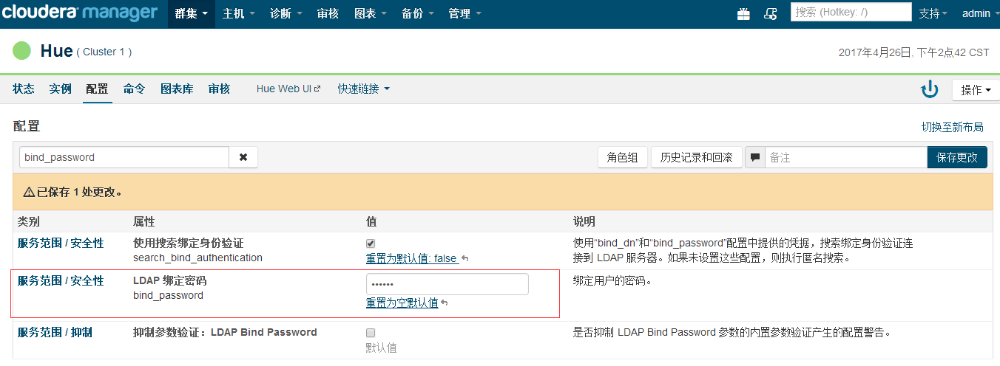 cloudera manager 群集 主机 诊断 审核 图表 备份 管理 搜索 (Hotkey: /) 支持 admin
Hue ( Cluster 1 ) 2017年4月26日, 下午2点42 CST
状态 实例 配置 命令 图表库 审核 Hue Web UI 快速链接 操作
配置 切换至新布局
bind_password 角色组 历史记录和回滚 备注 保存更改
已保存 1 处更改。
类别 属性 值 说明
服务范围 / 安全性 使用搜索绑定身份验证 使用“bind_dn”和“bind_password”配置中提供的凭据，搜索绑定身份验证连
search_bind_authentication 重置为默认值: false 接到 LDAP 服务器。如果未设置这些配置，则执行匿名搜索。
服务范围 / 安全性 LDAP 绑定密码 •••••• 绑定用户的密码。
bind_password 重置为空默认值
服务范围 / 抑制 抑制参数验证：LDAP Bind Password 是否抑制 LDAP Bind Password 参数的内置参数验证产生的配置警告。
默认值